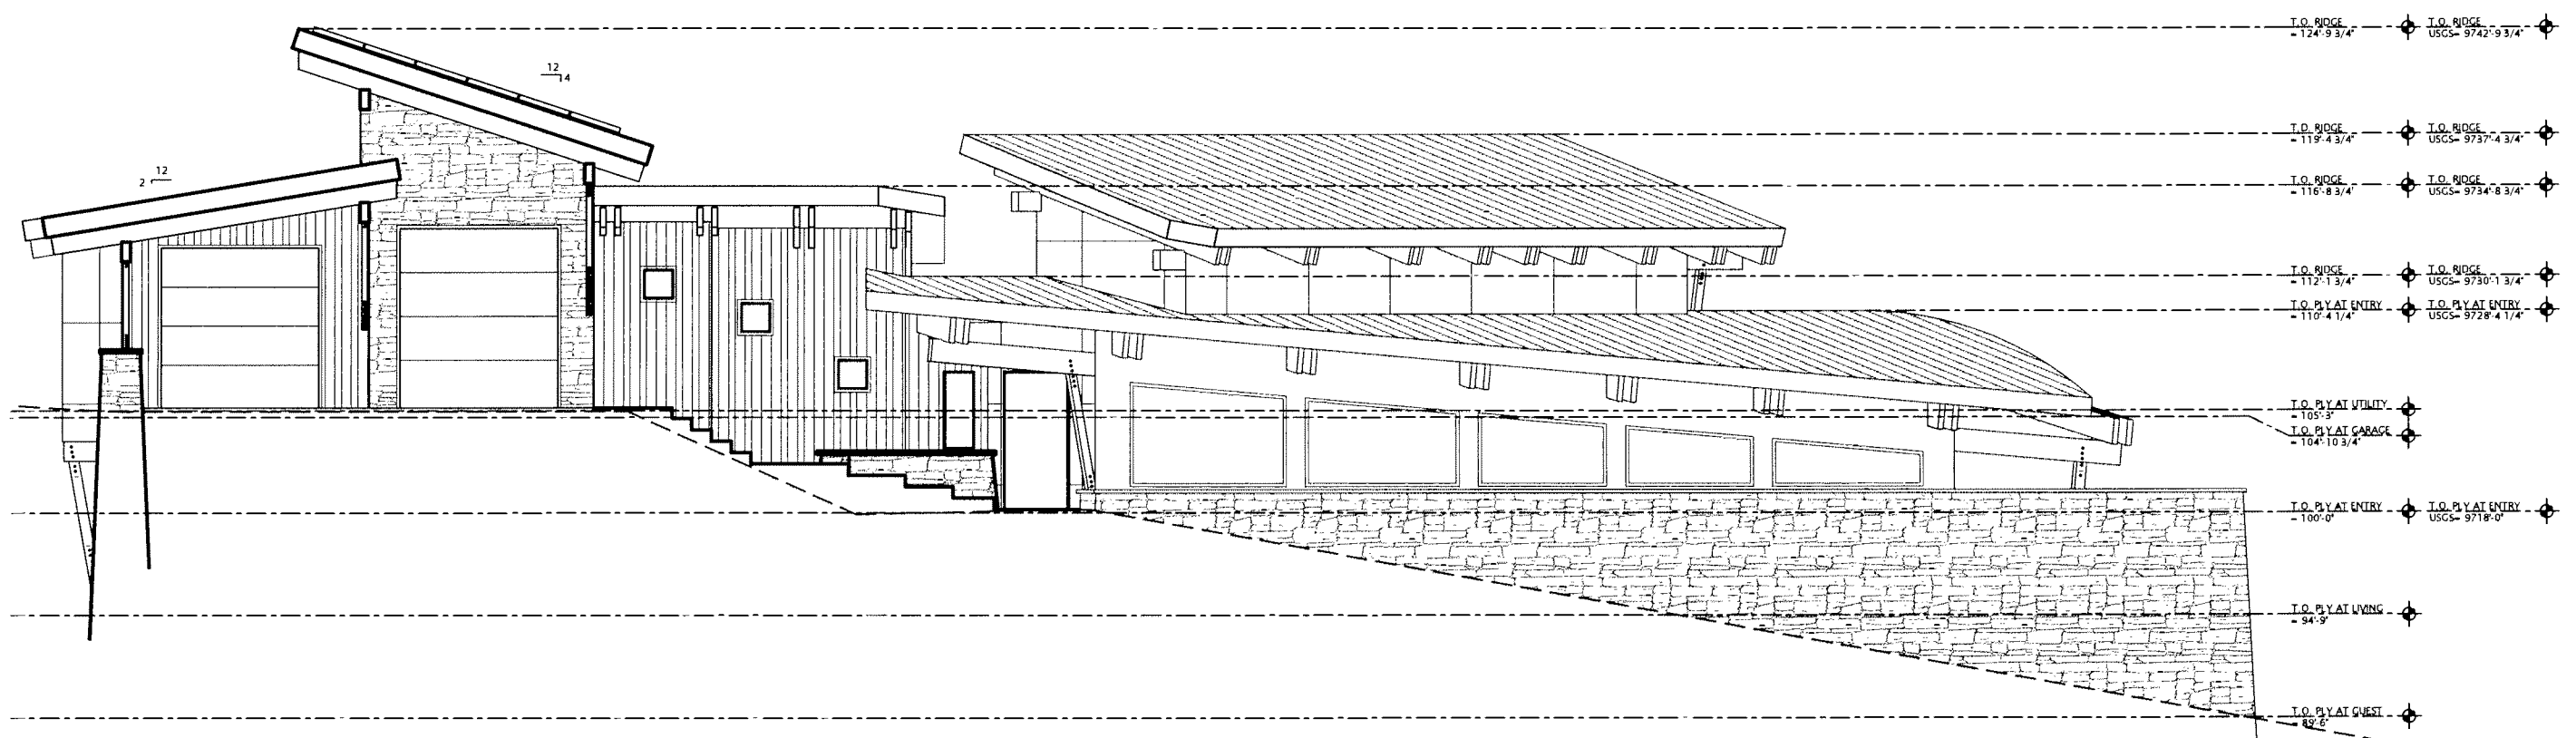 T.O. RIDGE T.O. RIDGE
= 124'-9 3/4" USGS= 9742'-9 3/4"
12
4
T.O. RIDGE T.O. RIDGE
= 119'-4 3/4" USGS= 9737'-4 3/4"
12
2
T.O. RIDGE T.O. RIDGE
= 116'-8 3/4" USGS= 9734'-8 3/4"
T.O. RIDGE T.O. RIDGE
= 112'-1 3/4" USGS= 9730'-1 3/4"
T.O. PLY AT ENTRY T.O. PLY AT ENTRY
= 110'-4 1/4" USGS= 9728'-4 1/4"
T.O. PLY AT UTILITY
= 105'-3"
T.O. PLY AT GARAGE
= 104'-10 3/4"
T.O. PLY AT ENTRY T.O. PLY AT ENTRY
= 100'-0" USGS= 9718'-0"
T.O. PLY AT LIVING
= 94'-9"
T.O. PLY AT GUEST
= 89'-6"